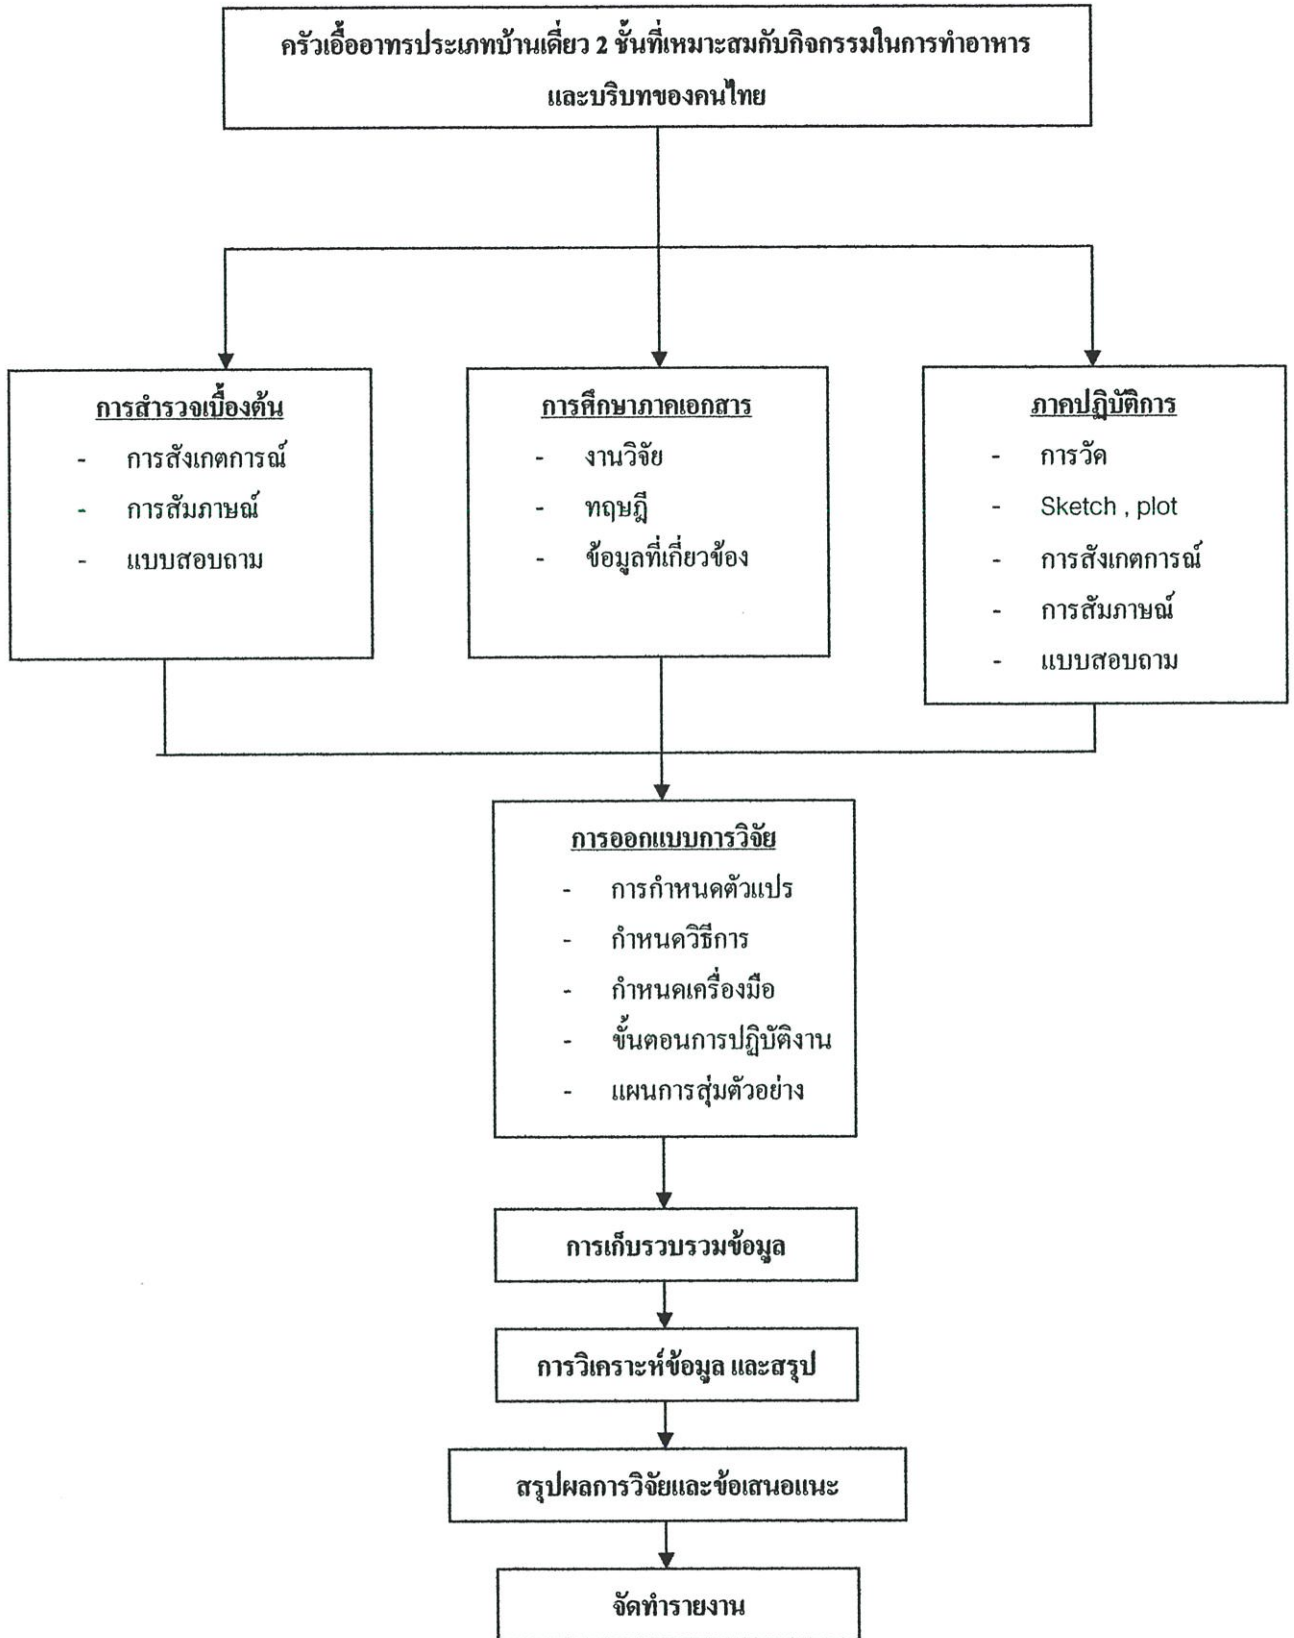 ครัวเอื้ออาทรประเภทบ้านเดี่ยว 2 ชั้นที่เหมาะสมกับกิจกรรมในการทำอาหาร
และบริบทของคนไทย
การสำรวจเบื้องต้น
- การสังเกตการณ์
- การสัมภาษณ์
- แบบสอบถาม
การศึกษาภาคเอกสาร
- งานวิจัย
- ทฤษฎี
- ข้อมูลที่เกี่ยวข้อง
ภาคปฏิบัติการ
- การวัด
- Sketch , plot
- การสังเกตการณ์
- การสัมภาษณ์
- แบบสอบถาม
การออกแบบการวิจัย
- การกำหนดตัวแปร
- กำหนดวิธีการ
- กำหนดเครื่องมือ
- ขั้นตอนการปฏิบัติงาน
- แผนการสุ่มตัวอย่าง
การเก็บรวบรวมข้อมูล
การวิเคราะห์ข้อมูล และสรุป
สรุปผลการวิจัยและข้อเสนอแนะ
จัดทำรายงาน